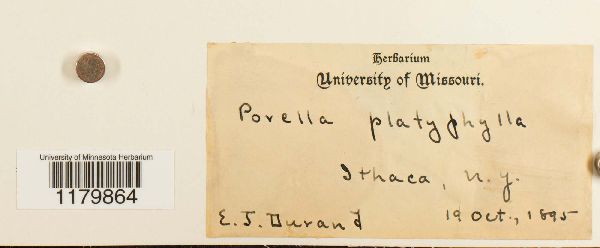 Herbarium
University of Missouri.
Porella platyphylla
Ithaca, N.Y.
E. J. Durand 19 Oct., 1895
University of Minnesota Herbarium
1179864